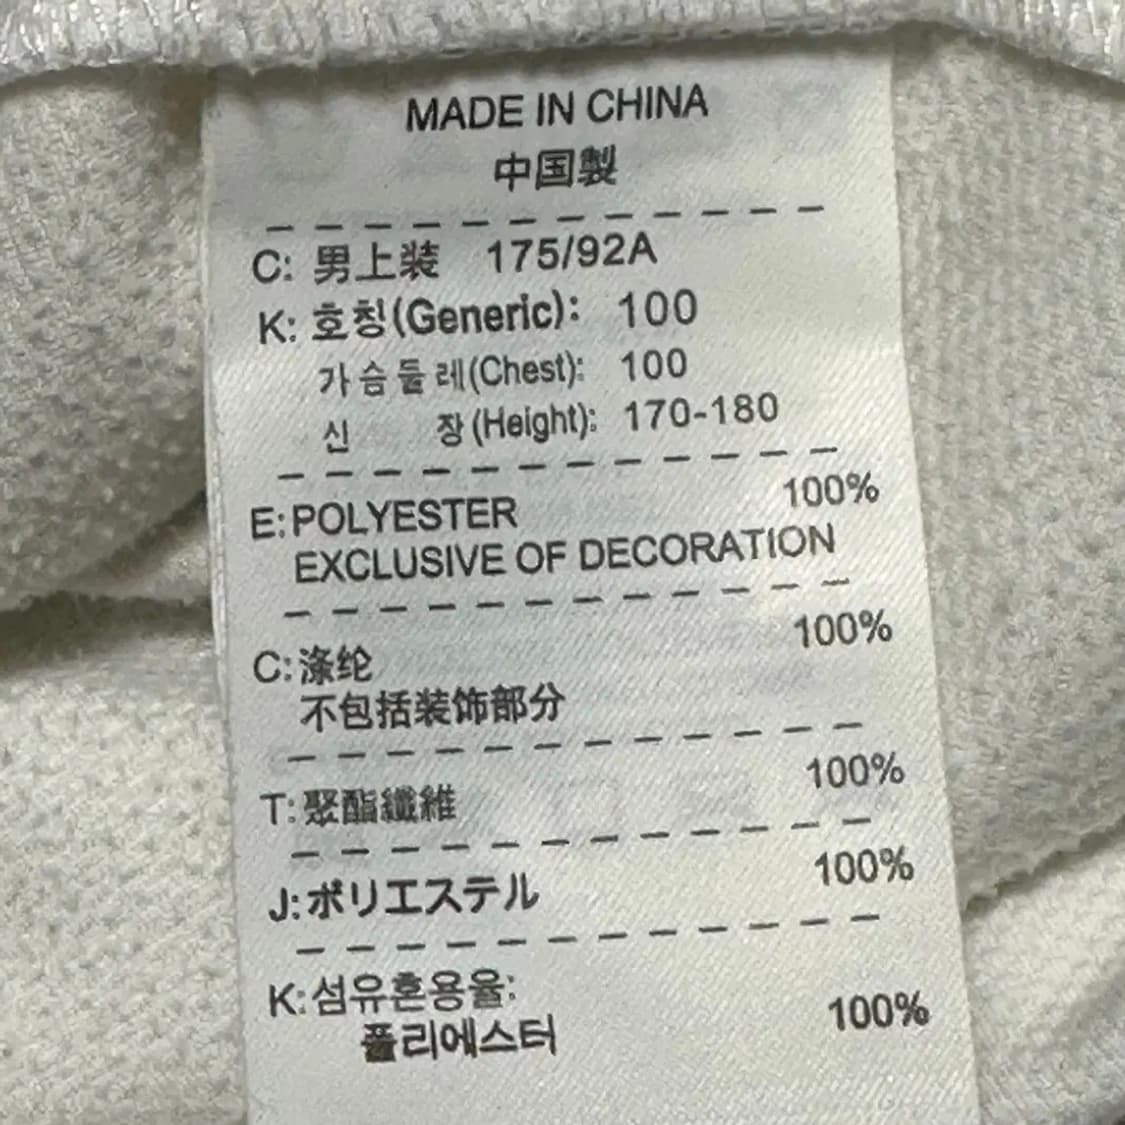 MADE IN CHINA
中国製
C: 男上装 175/92A
K: 호칭(Generic): 100
가슴둘레(Chest): 100
신 장(Height): 170-180
E: POLYESTER 100%
EXCLUSIVE OF DECORATION
C: 涤纶 100%
不包括装饰部分
T: 聚酯纖維 100%
J: ポリエステル 100%
K: 섬유혼용율:
폴리에스터 100%